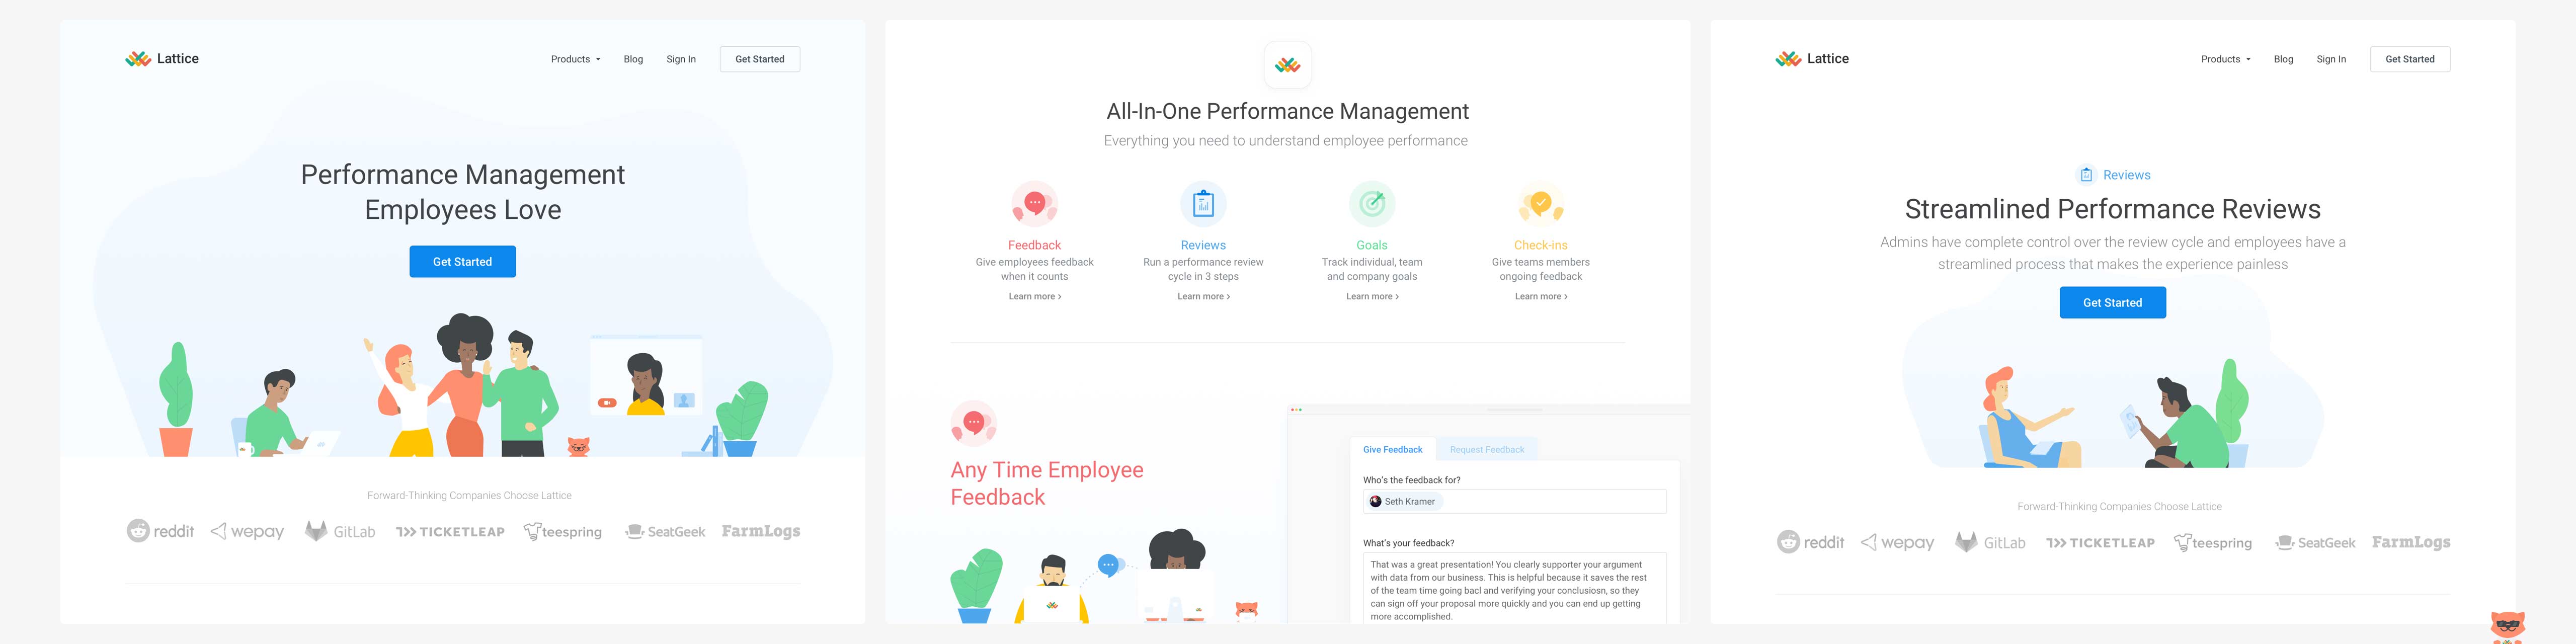 Lattice
Products
Blog
Sign In
Get Started
Performance Management
Employees Love
Get Started
Forward-Thinking Companies Choose Lattice
reddit
wepay
GitLab
TICKETLEAP
teespring
SeatGeek
FarmLogs
All-In-One Performance Management
Everything you need to understand employee performance
Feedback
Give employees feedback
when it counts
Learn more ›
Reviews
Run a performance review
cycle in 3 steps
Learn more ›
Goals
Track individual, team
and company goals
Learn more ›
Check-ins
Give teams members
ongoing feedback
Learn more ›
Any Time Employee
Feedback
Give Feedback
Request Feedback
Who's the feedback for?
Seth Kramer
What's your feedback?
That was a great presentation! You clearly supporter your argument
with data from our business. This is helpful because it saves the rest
of the team time going bacl and verifying your conclusiosn, so they
can sign off your proposal more quickly and you can end up getting
more accomplished.
Lattice
Products
Blog
Sign In
Get Started
Reviews
Streamlined Performance Reviews
Admins have complete control over the review cycle and employees have a
streamlined process that makes the experience painless
Get Started
Forward-Thinking Companies Choose Lattice
reddit
wepay
GitLab
TICKETLEAP
teespring
SeatGeek
FarmLogs